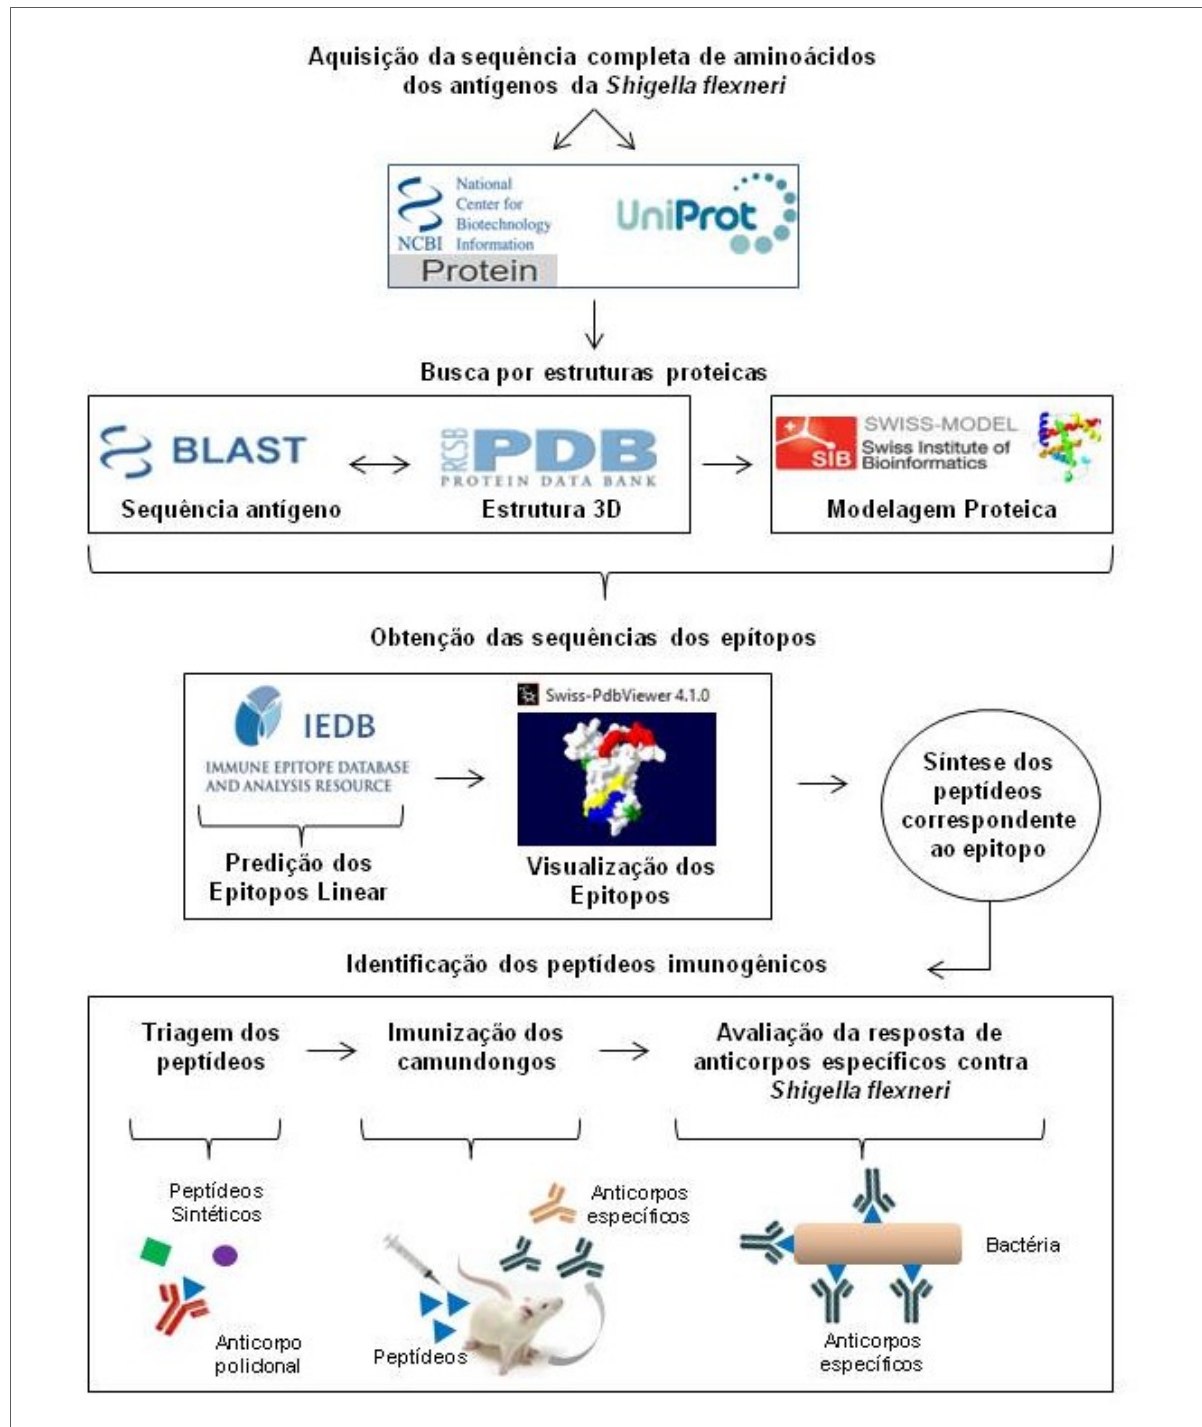 Aquisição da sequência completa de aminoácidos
dos antígenos da Shigella flexneri
National
Center for
Biotechnology
NCBI Information
Protein
UniProt
Busca por estruturas proteicas
BLAST
Sequência antígeno
RCSB
PDB
PROTEIN DATA BANK
Estrutura 3D
SIB
SWISS-MODEL
Swiss Institute of
Bioinformatics
Modelagem Proteica
Obtenção das sequências dos epítopos
IEDB
IMMUNE EPITOPE DATABASE
AND ANALYSIS RESOURCE
Predição dos
Epitopos Linear
Swiss-PdbViewer 4.1.0
Visualização dos
Epitopos
Síntese dos
peptídeos
correspondente
ao epitopo
Identificação dos peptídeos imunogênicos
Triagem dos
peptídeos
Imunização dos
camundongos
Avaliação da resposta de
anticorpos específicos contra
Shigella flexneri
Peptídeos
Sintéticos
Anticorpo
policlonal
Anticorpos
específicos
Peptídeos
Bactéria
Anticorpos
específicos